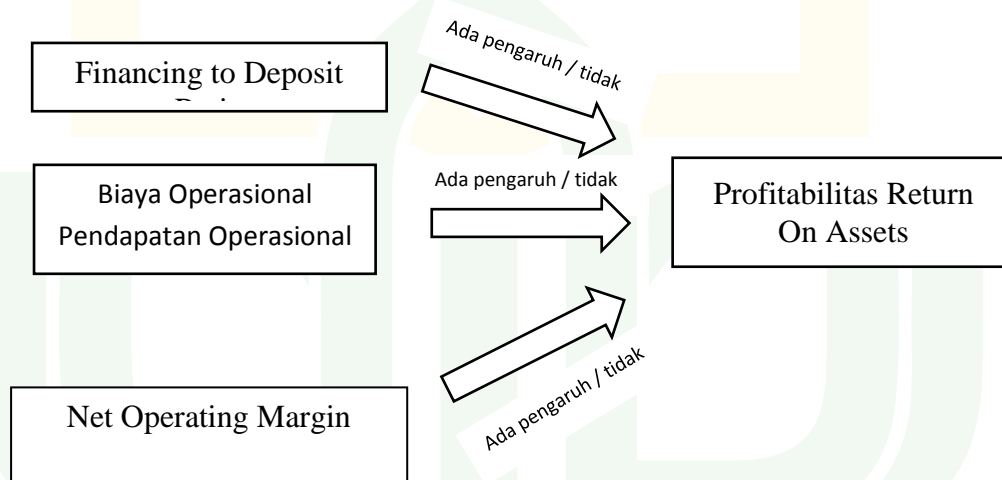 Financing to Deposit
Ada pengaruh / tidak
Biaya Operasional
Pendapatan Operasional
Ada pengaruh / tidak
Profitabilitas Return
On Assets
Net Operating Margin
Ada pengaruh / tidak